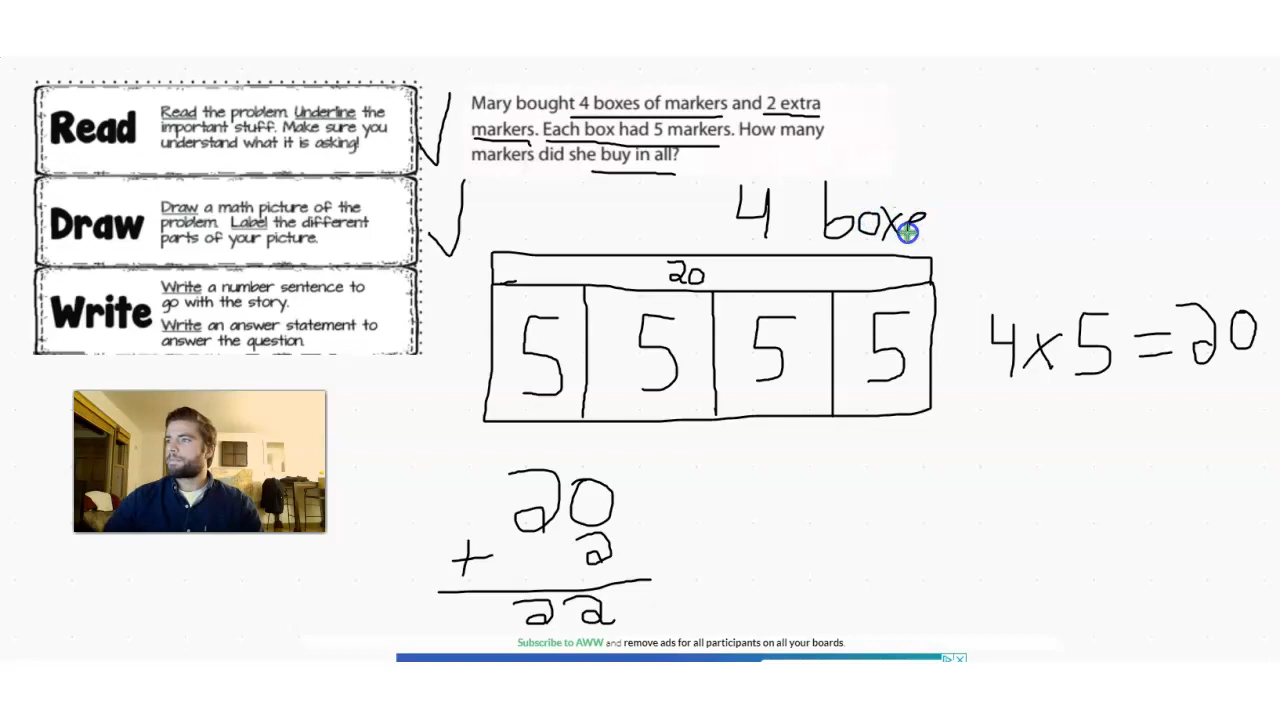 Read
Read the problem. Underline the
important stuff. Make sure you
understand what it is asking!
Draw
Draw a math picture of the
problem. Label the different
parts of your picture.
Write
Write a number sentence to
go with the story.
Write an answer statement to
answer the question.
Mary bought 4 boxes of markers and 2 extra
markers. Each box had 5 markers. How many
markers did she buy in all?
4 boxe
20
5 5 5 5
4x5=20
20
+ 2
22
Subscribe to AWW and remove ads for all participants on all your boards.